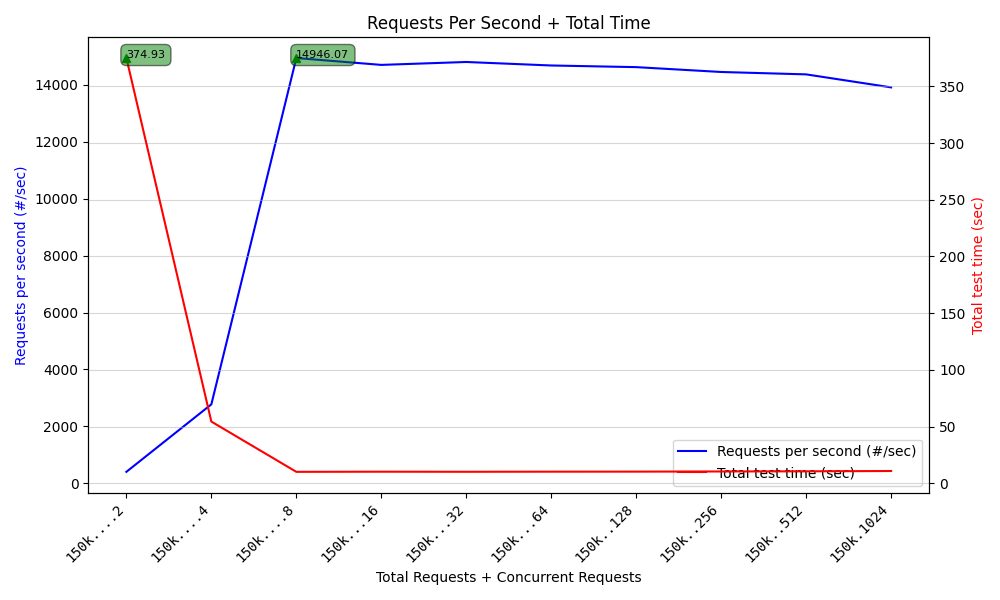 Requests Per Second + Total Time
374.93
14946.07
14000
12000
10000
8000
6000
4000
2000
0
Requests per second (#/sec)
350
300
250
200
150
100
50
0
Total test time (sec)
Requests per second (#/sec)
Total test time (sec)
150k....2
150k....4
150k....8
150k...16
150k...32
150k...64
150k..128
150k..256
150k..512
150k.1024
Total Requests + Concurrent Requests